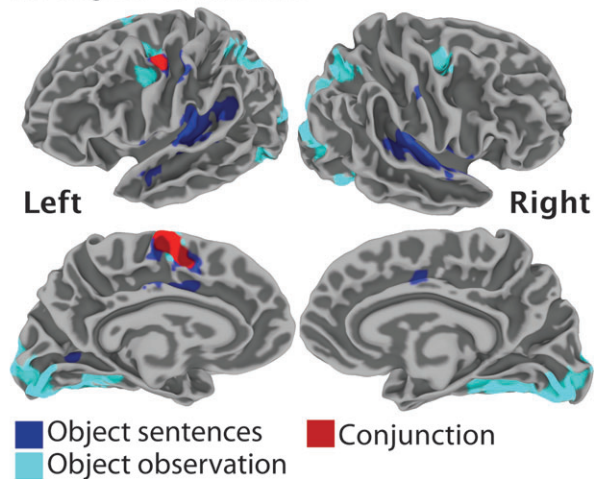 Left
Right
Object sentences
Conjunction
Object observation